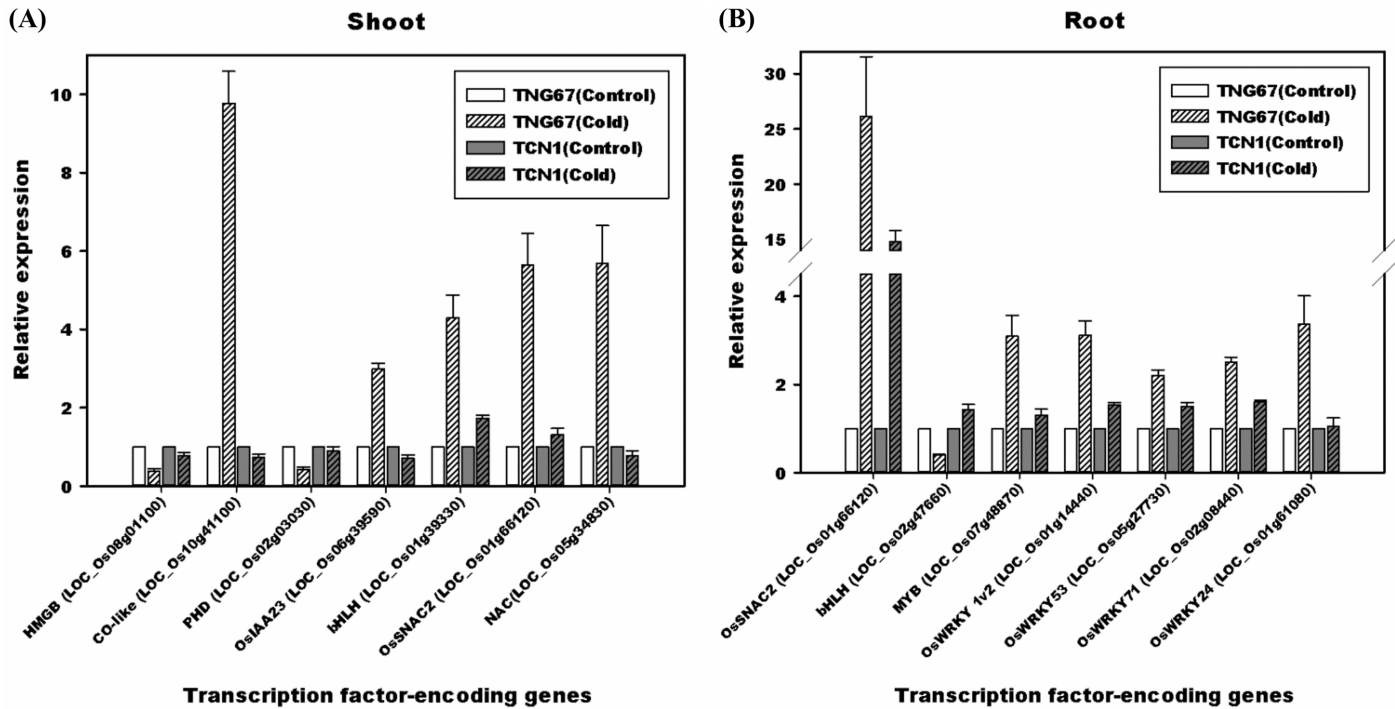 (A)
Shoot
Relative expression
10
8
6
4
2
0
TNG67(Control)
TNG67(Cold)
TCN1(Control)
TCN1(Cold)
HMGB (LOC_Os08g01100)
CO-like (LOC_Os10g41100)
PHD (LOC_Os02g03030)
OsIAA23 (LOC_Os06g39590)
bHLH (LOC_Os01g39330)
OsSNAC2 (LOC_Os01g66120)
NAC(LOC_Os05g34830)
Transcription factor-encoding genes
(B)
Root
Relative expression
30
25
20
15
4
2
0
TNG67(Control)
TNG67(Cold)
TCN1(Control)
TCN1(Cold)
OsSNAC2 (LOC_Os01g66120)
bHLH (LOC_Os02g47660)
MYB (LOC_Os07g48870)
OsWRKY 1v2 (LOC_Os01g14440)
OsWRKY53 (LOC_Os05g27730)
OsWRKY71 (LOC_Os02g08440)
OsWRKY24 (LOC_Os01g61080)
Transcription factor-encoding genes